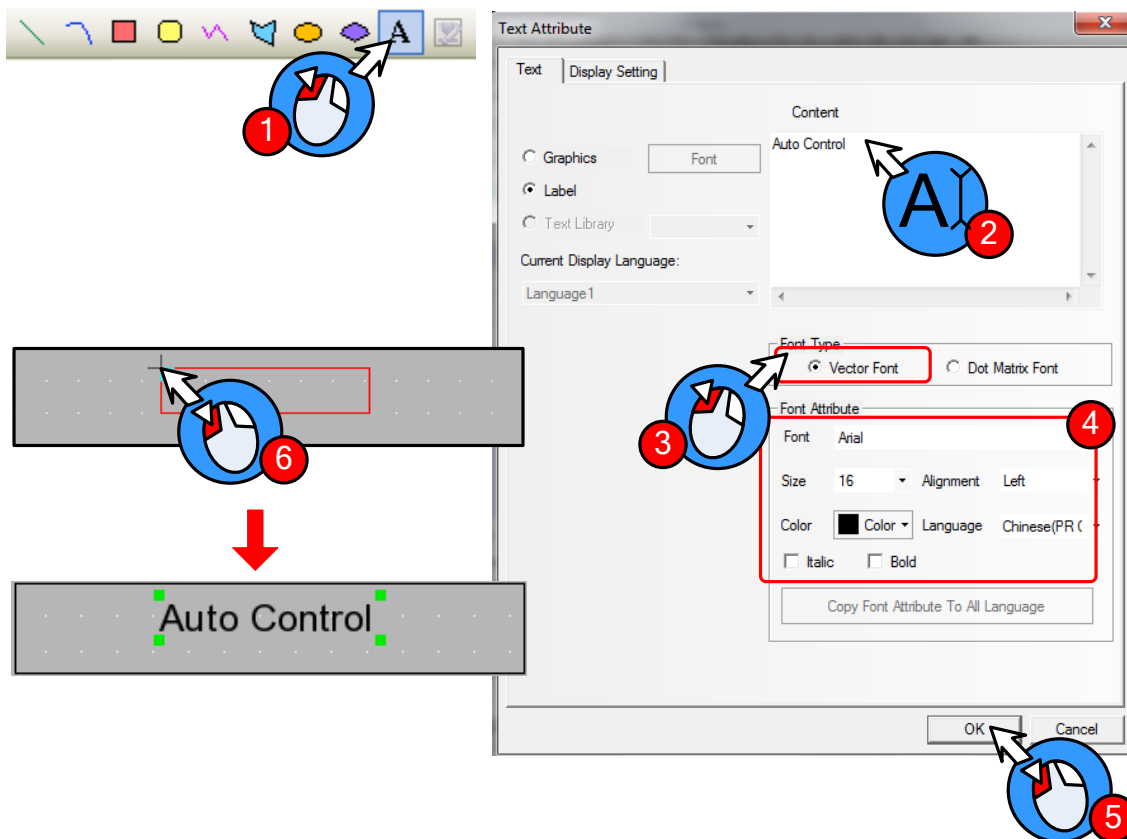 A
1
Text Attribute
x
Text
Display Setting
Content
Graphics
Font
Auto Control
Label
A
2
Text Library
Current Display Language:
Language1
Font Type
Vector Font
Dot Matrix Font
3
Font Attribute
4
Font
Arial
6
Size
16
Alignment
Left
Color
Color
Language
Chinese(PR C
Italic
Bold
Auto Control
Copy Font Attribute To All Language
OK
Cancel
5